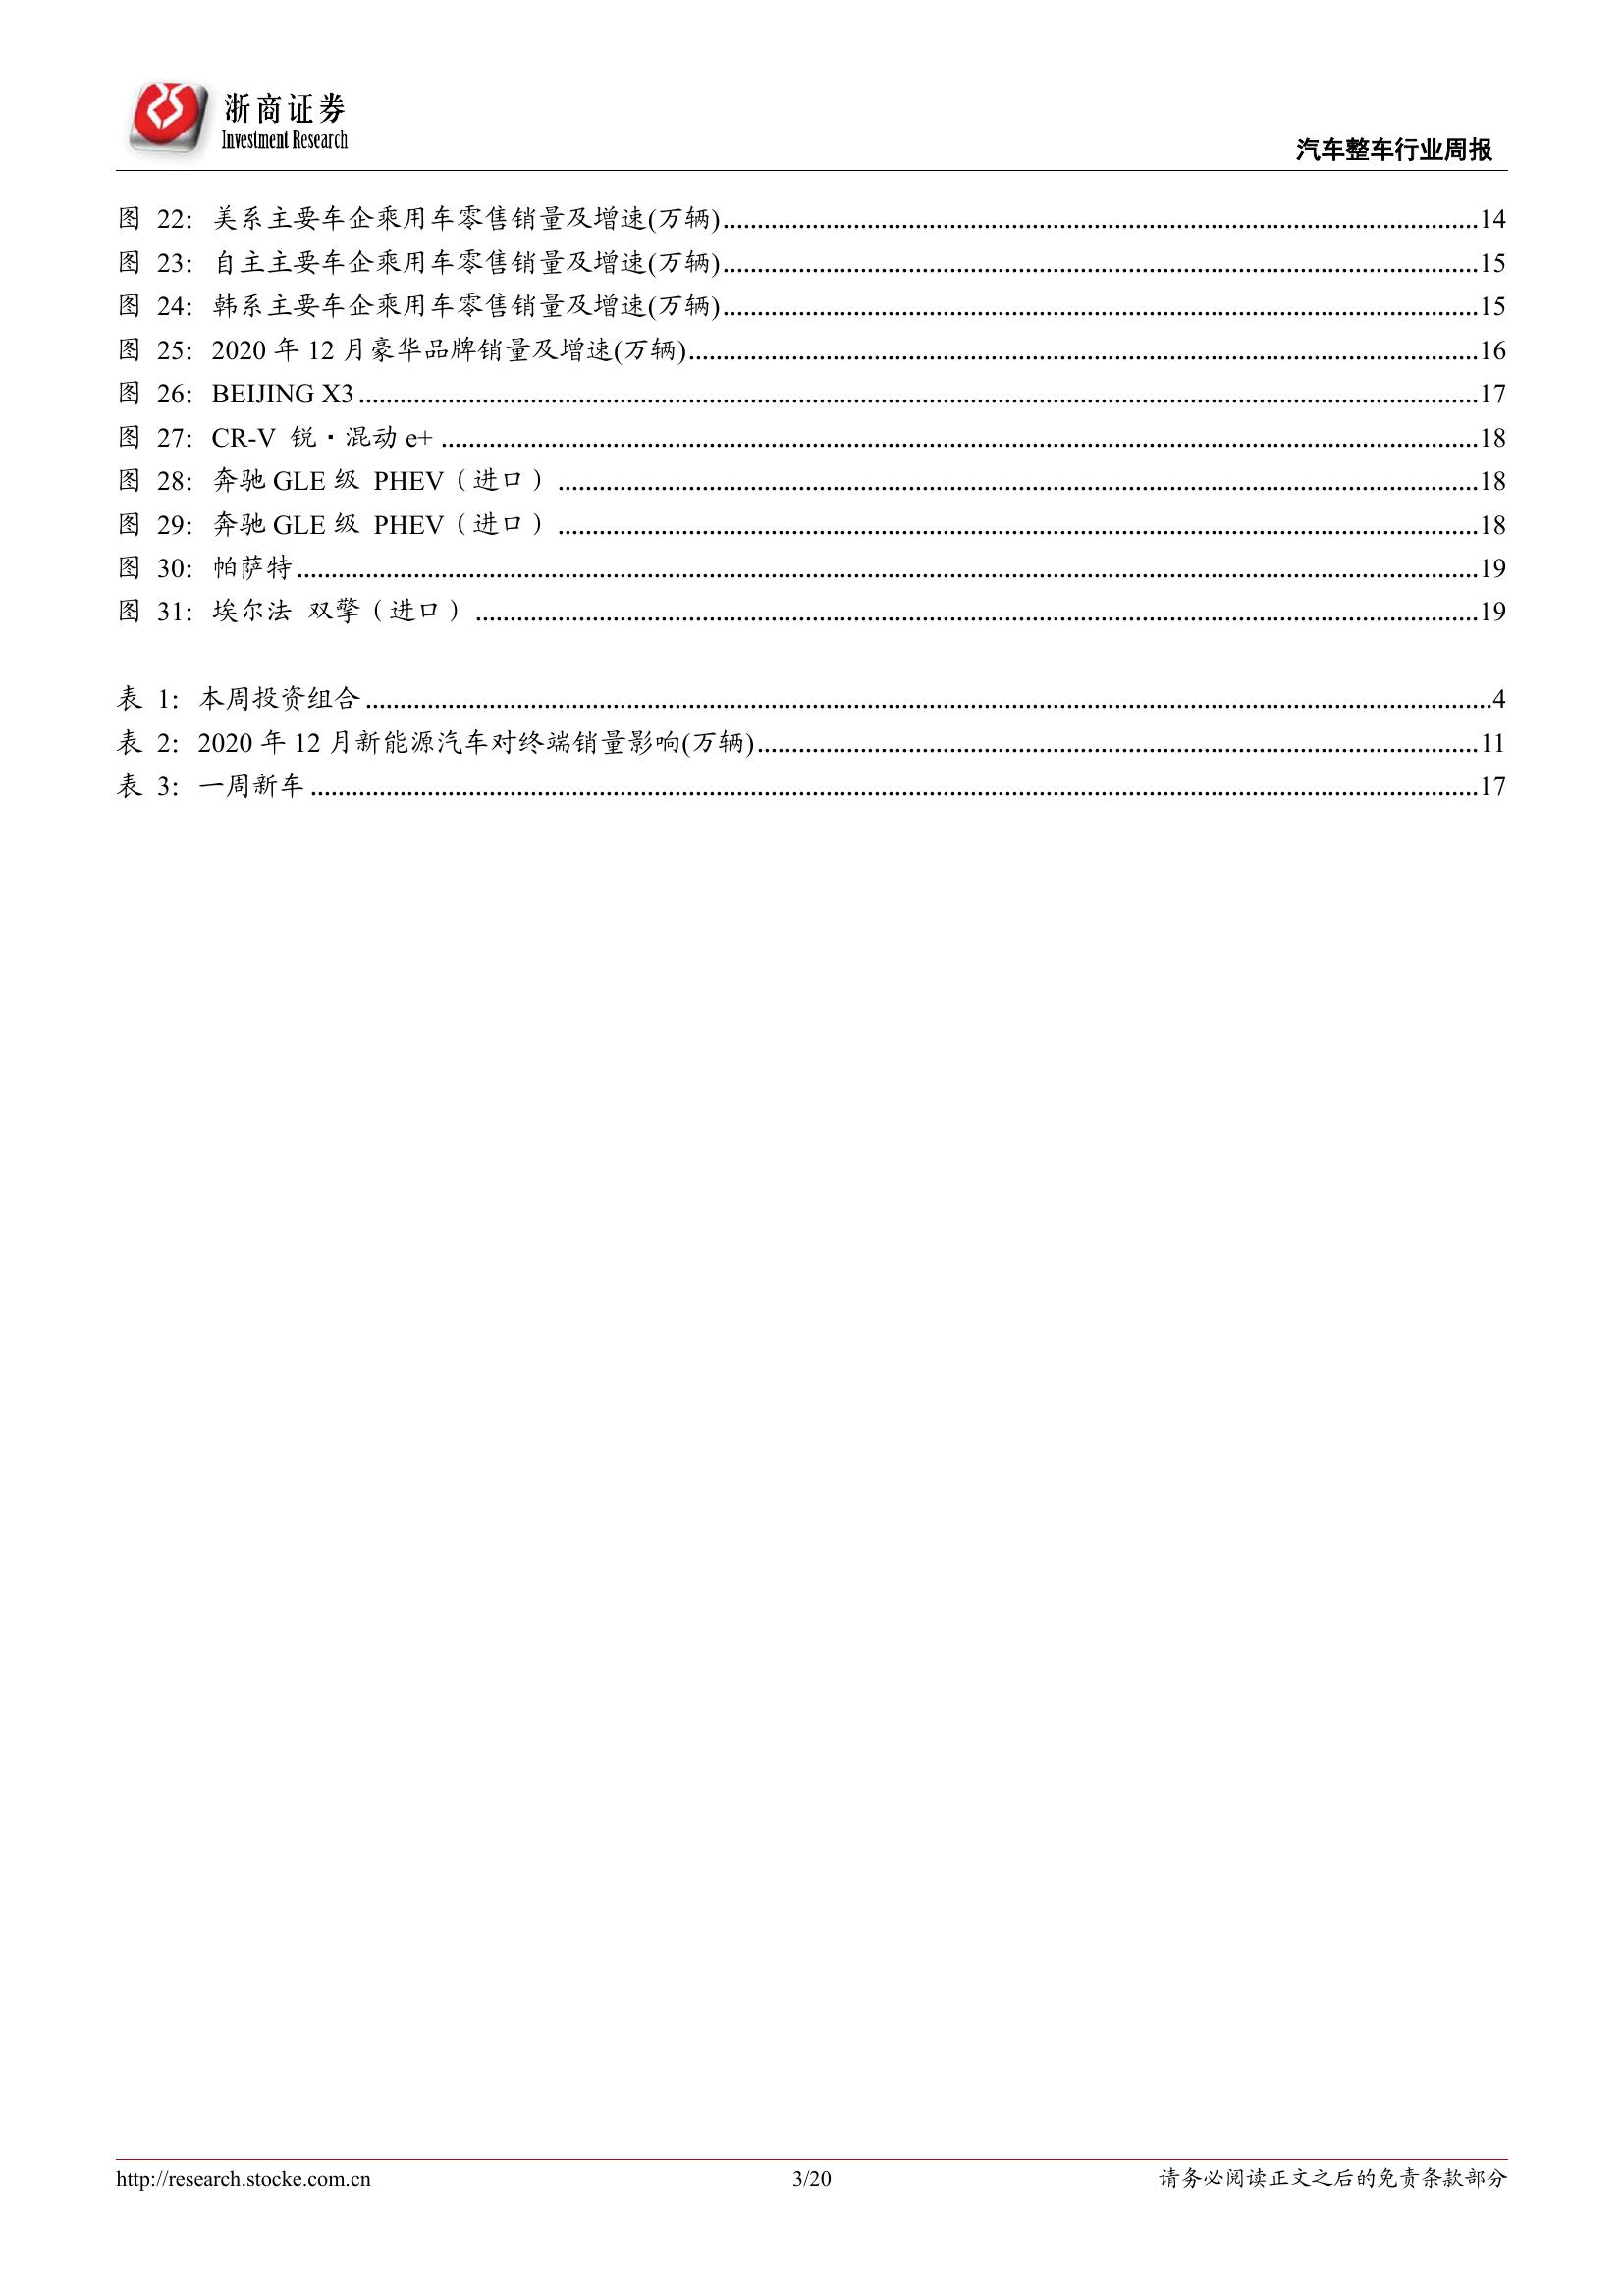 浙商证券
Investment Research
汽车整车行业周报
图 22：美系主要车企乘用车零售销量及增速(万辆)..........14
图 23：自主主要车企乘用车零售销量及增速(万辆)..........15
图 24：韩系主要车企乘用车零售销量及增速(万辆)..........15
图 25：2020 年 12 月豪华品牌销量及增速(万辆)..........16
图 26：BEIJING X3..........17
图 27：CR-V 锐·混动 e+..........18
图 28：奔驰 GLE 级 PHEV（进口）..........18
图 29：奔驰 GLE 级 PHEV（进口）..........18
图 30：帕萨特..........19
图 31：埃尔法 双擎（进口）..........19
表 1：本周投资组合..........4
表 2：2020 年 12 月新能源汽车对终端销量影响(万辆)..........11
表 3：一周新车..........17
http://research.stocke.com.cn
3/20
请务必阅读正文之后的免责条款部分